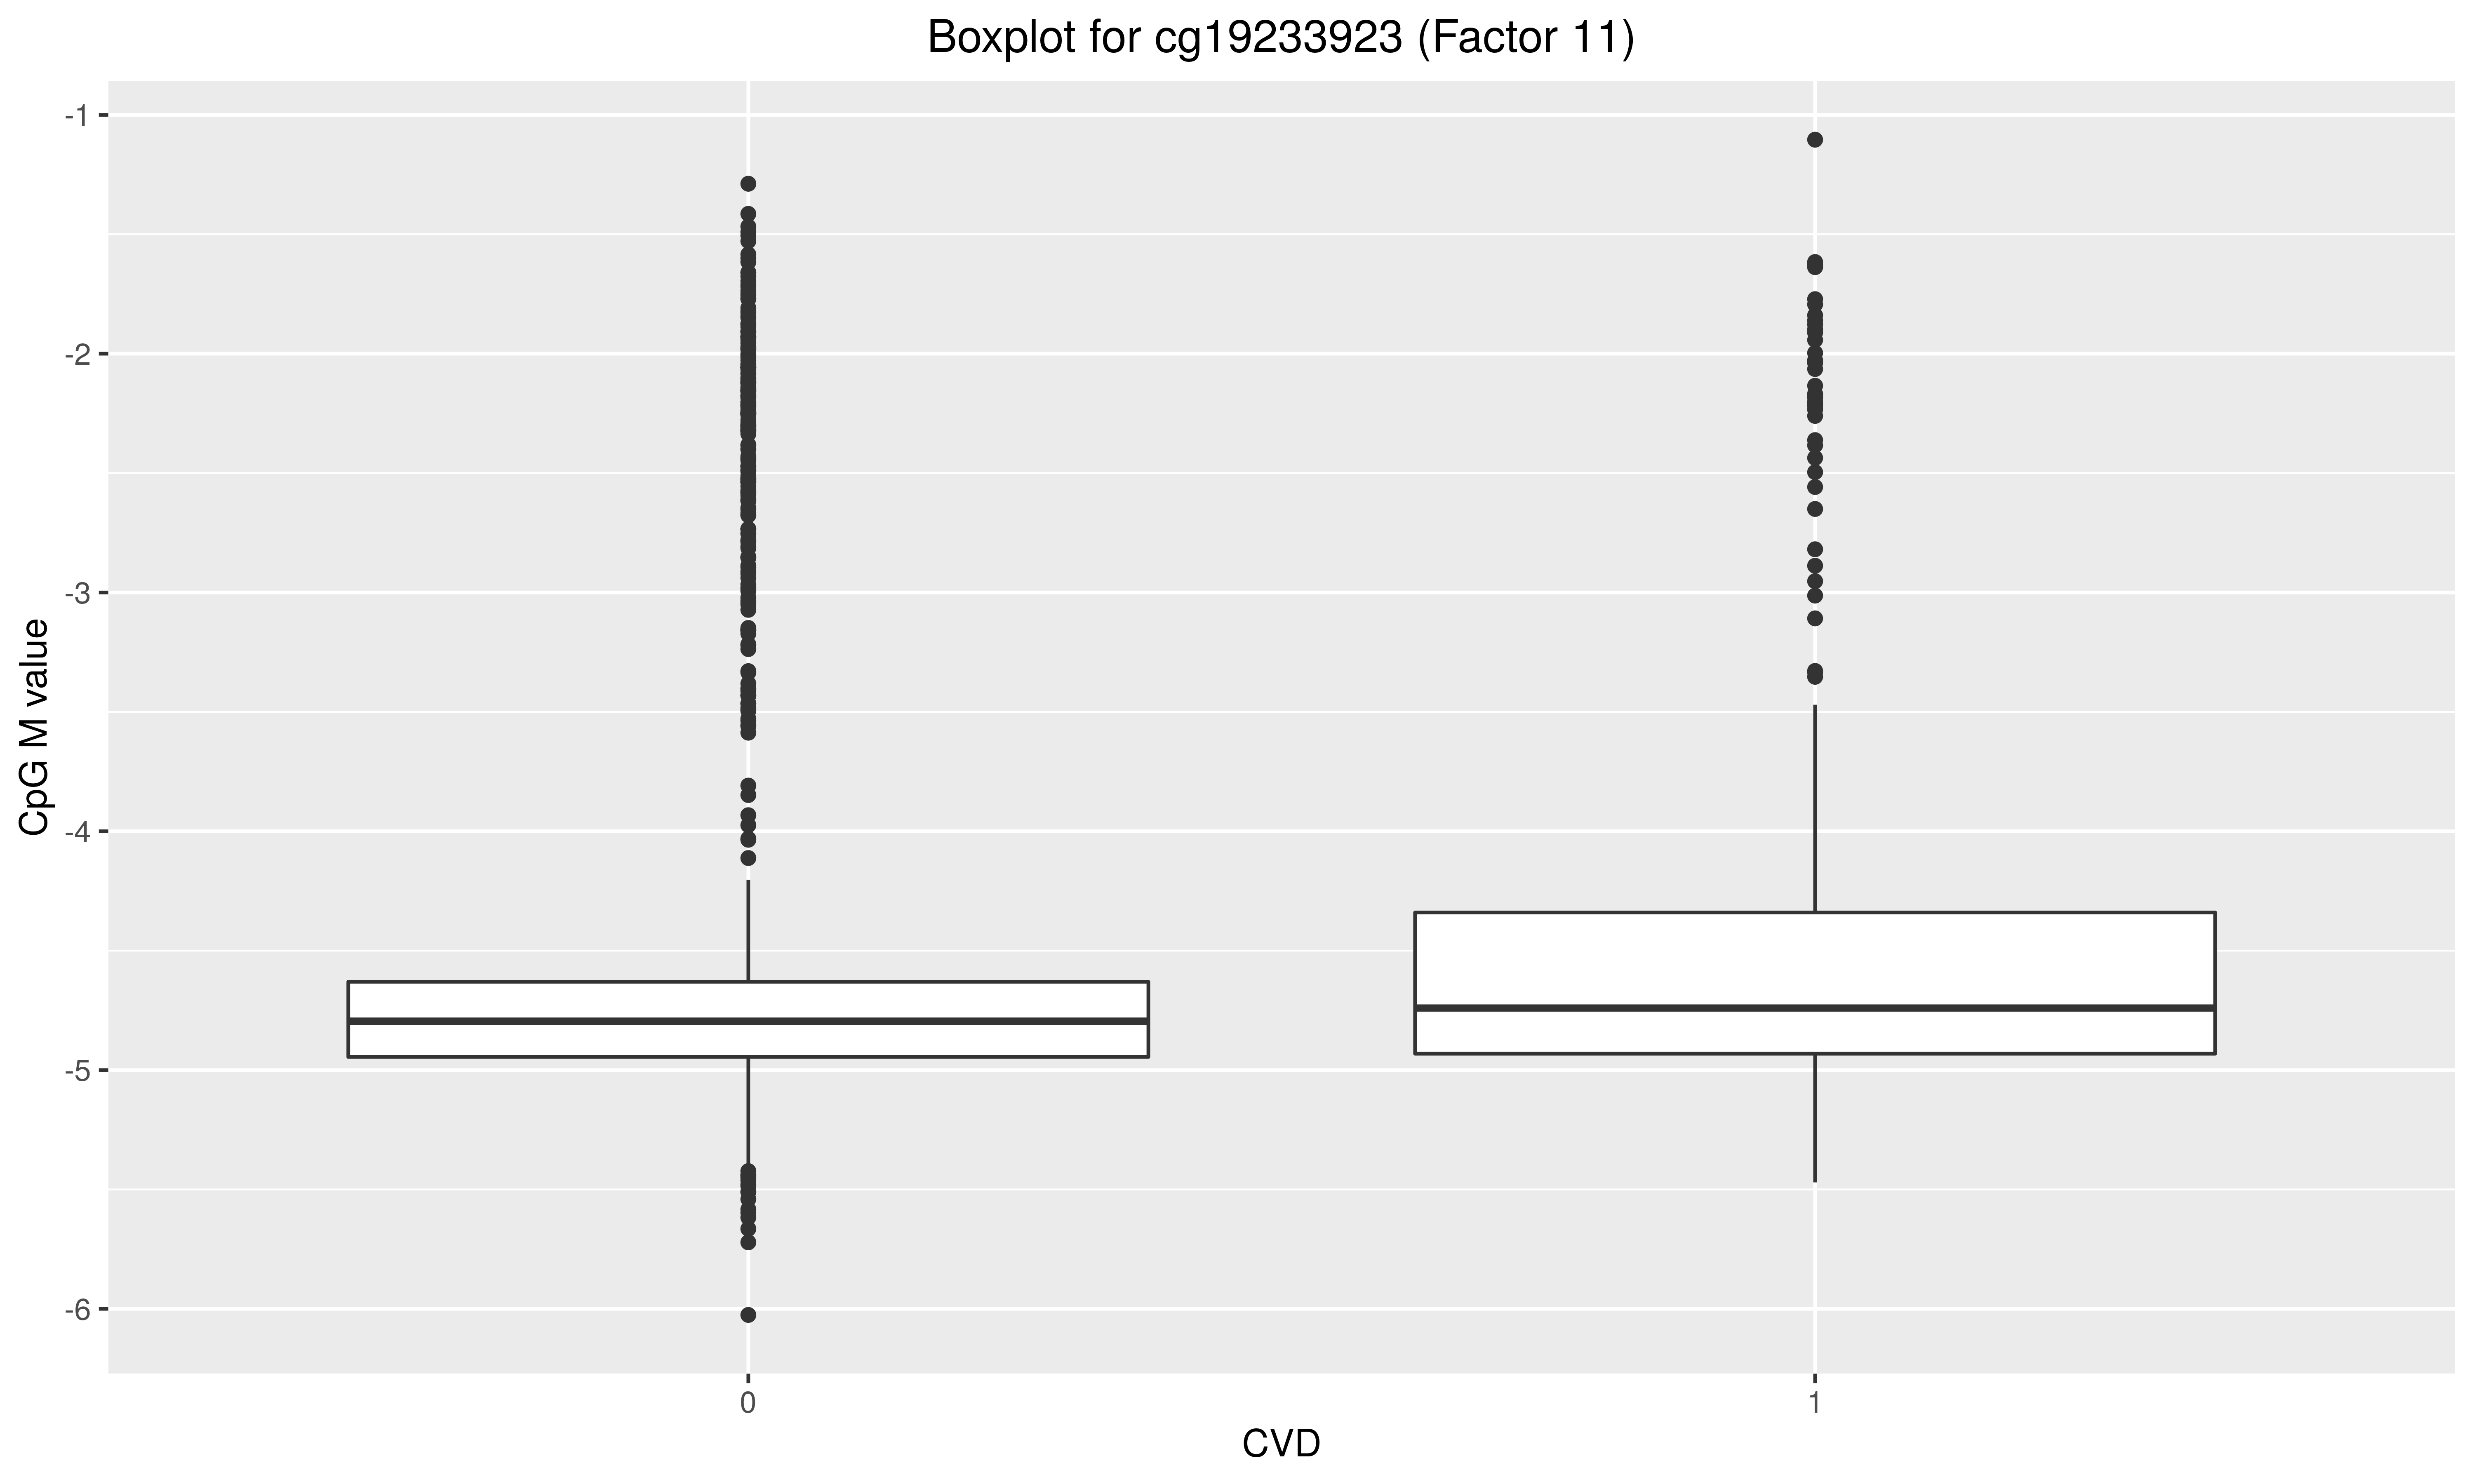 Boxplot for cg19233923 (Factor 11)
CpG M value
-1
-2
-3
-4
-5
-6
0
1
CVD